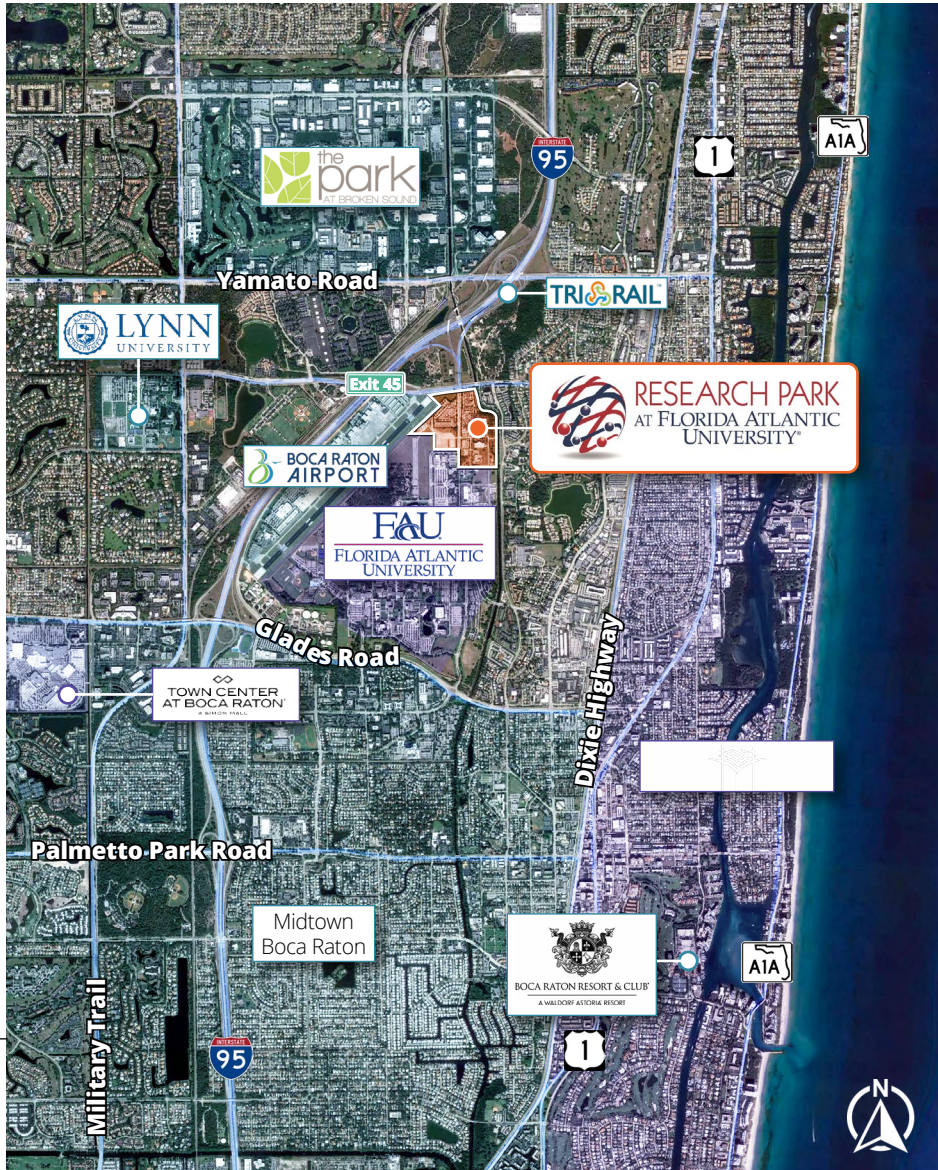 the
park
AT BROKEN SOUND
INTERSTATE
95
1
A1A
Yamato Road
TRI RAIL™
LYNN
UNIVERSITY
Exit 45
RESEARCH PARK
AT FLORIDA ATLANTIC
UNIVERSITY®
BOCA RATON
AIRPORT
FAU
FLORIDA ATLANTIC
UNIVERSITY
Glades Road
Dixie Highway
TOWN CENTER
AT BOCA RATON®
A SIMON MALL
Palmetto Park Road
Midtown
Boca Raton
BOCA RATON RESORT & CLUB®
A WALDORF ASTORIA RESORT
A1A
Military Trail
INTERSTATE
95
1
N